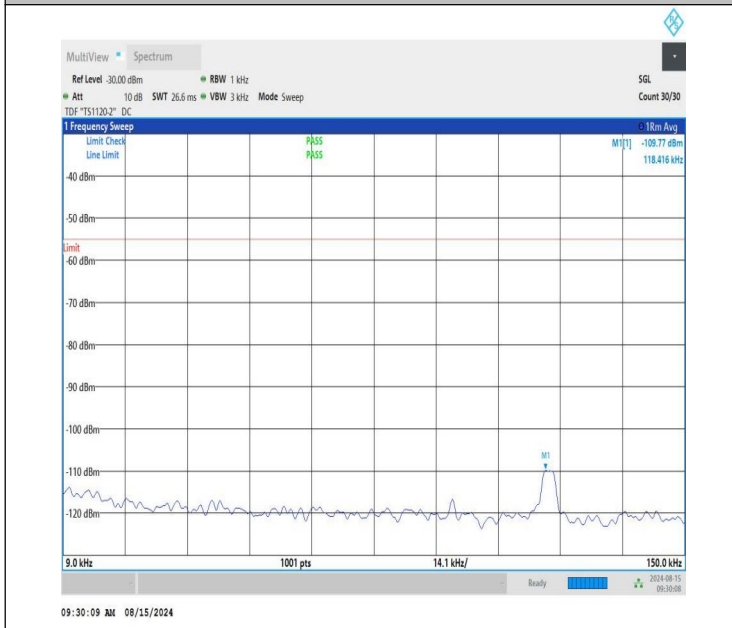 R S
MultiView Spectrum
Ref Level -30.00 dBm RBW 1 kHz SGL
Att 10 dB SWT 26.6 ms VBW 3 kHz Mode Sweep Count 30/30
TDF "TS1120-2" DC
1 Frequency Sweep 1Rm Avg
Limit Check PASS M1[1] -109.77 dBm
Line Limit PASS 118.416 kHz
-40 dBm
-50 dBm
Limit
-60 dBm
-70 dBm
-80 dBm
-90 dBm
-100 dBm
M1
-110 dBm
-120 dBm
9.0 kHz 1001 pts 14.1 kHz/ 150.0 kHz
Ready 2024-08-15
09:30:08
09:30:09 AM 08/15/2024